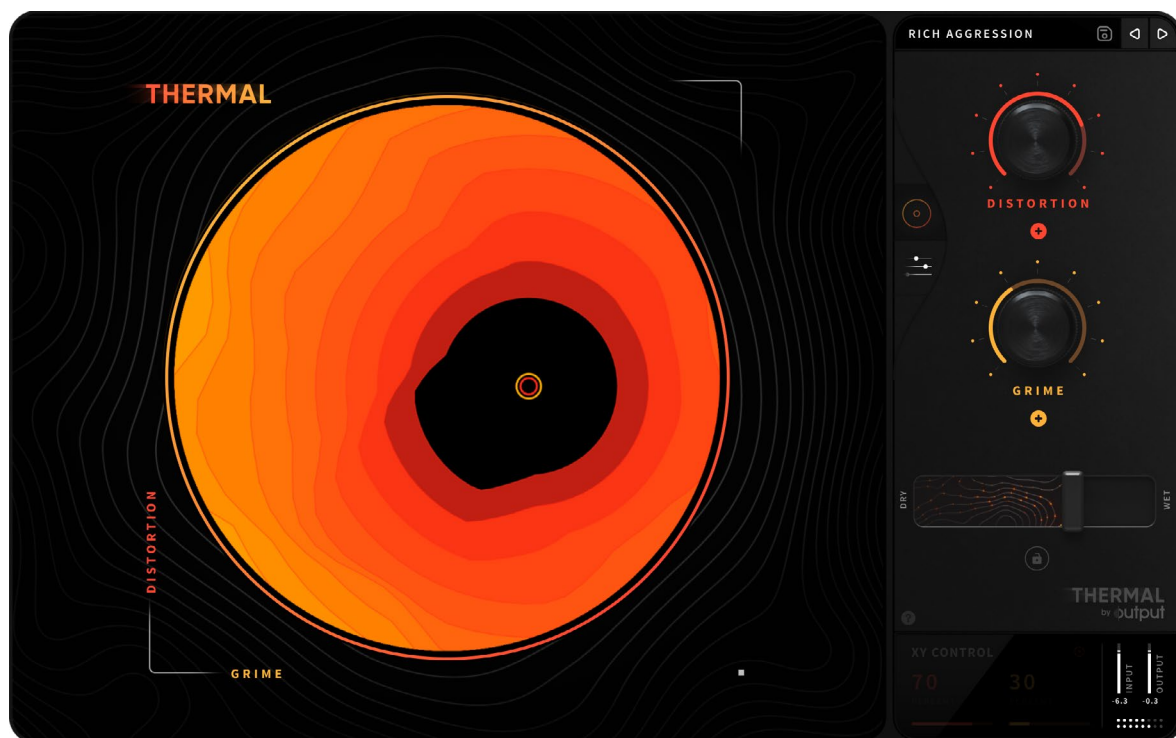 THERMAL
DISTORTION
GRIME
RICH AGGRESSION
DISTORTION
GRIME
DRY
WET
THERMAL
by output
XY CONTROL
70
30
INPUT
OUTPUT
-6.3
-0.3